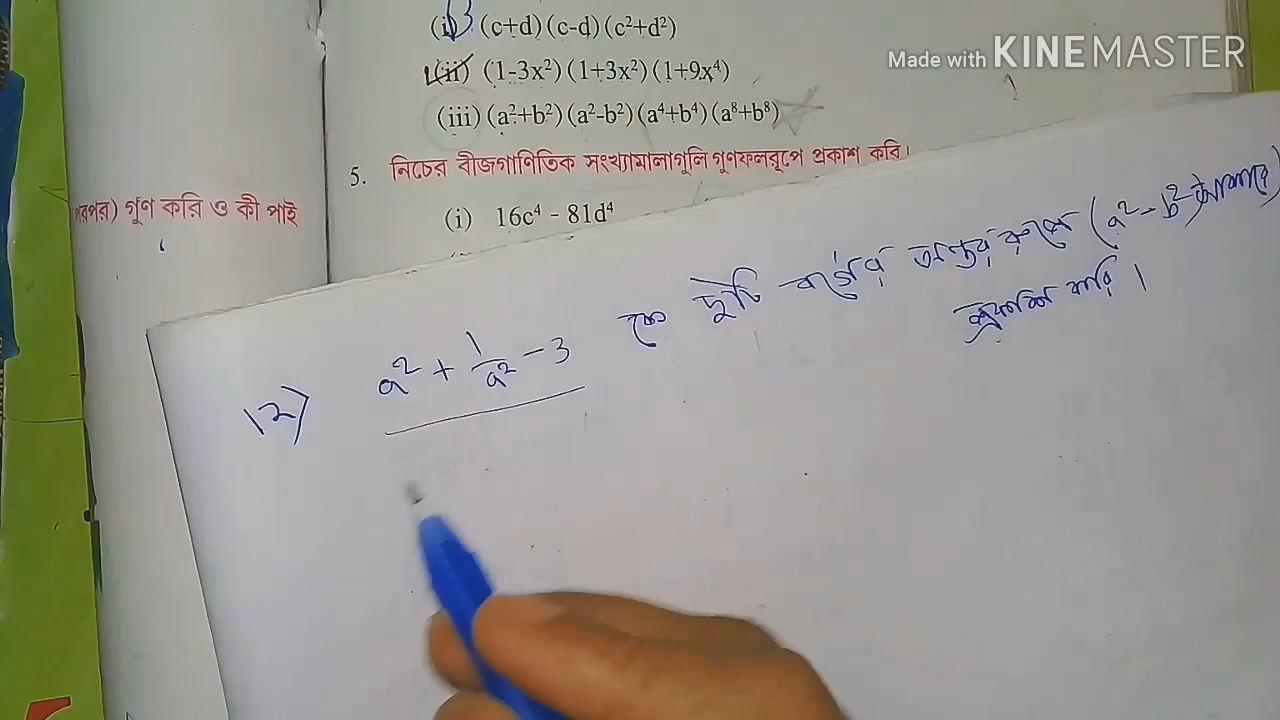 (i) (c+d)(c-d)(c²+d²)
Made with KINEMASTER
(ii) (1-3x²)(1+3x²)(1+9x⁴)
(iii) (a²+b²)(a²-b²)(a⁴+b⁴)(a⁸+b⁸)
5. নিচের বীজগাণিতিক সংখ্যামালাগুলি গুণফলরূপে প্রকাশ করি।
পরপর) গুণ করি ও কী পাই
(i) 16c⁴ - 81d⁴
12) a² + 1/a² - 3 কে দুটি বর্গের অন্তর রূপে (a² - b² আকারে)
প্রকাশ করি।